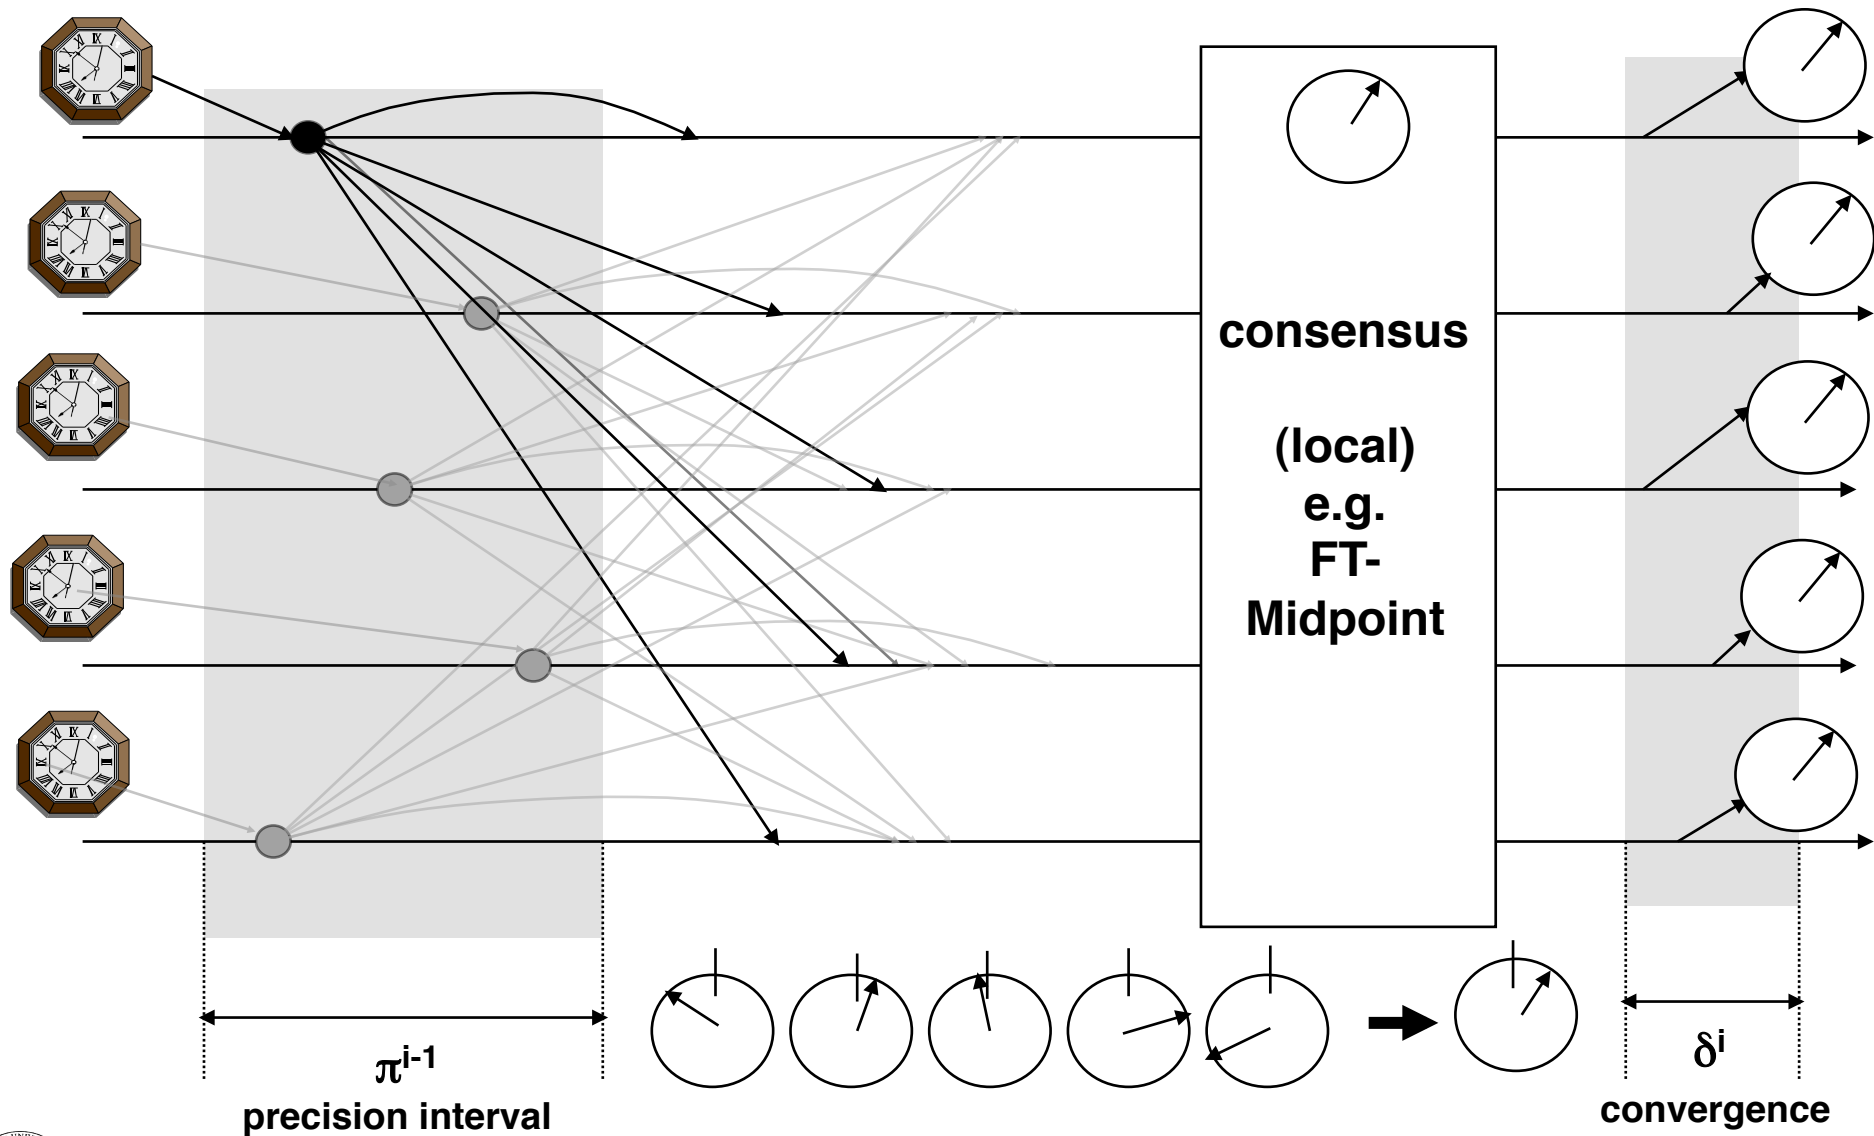 consensus
(local)
e.g.
FT-
Midpoint
πi-1
precision interval
δi
convergence